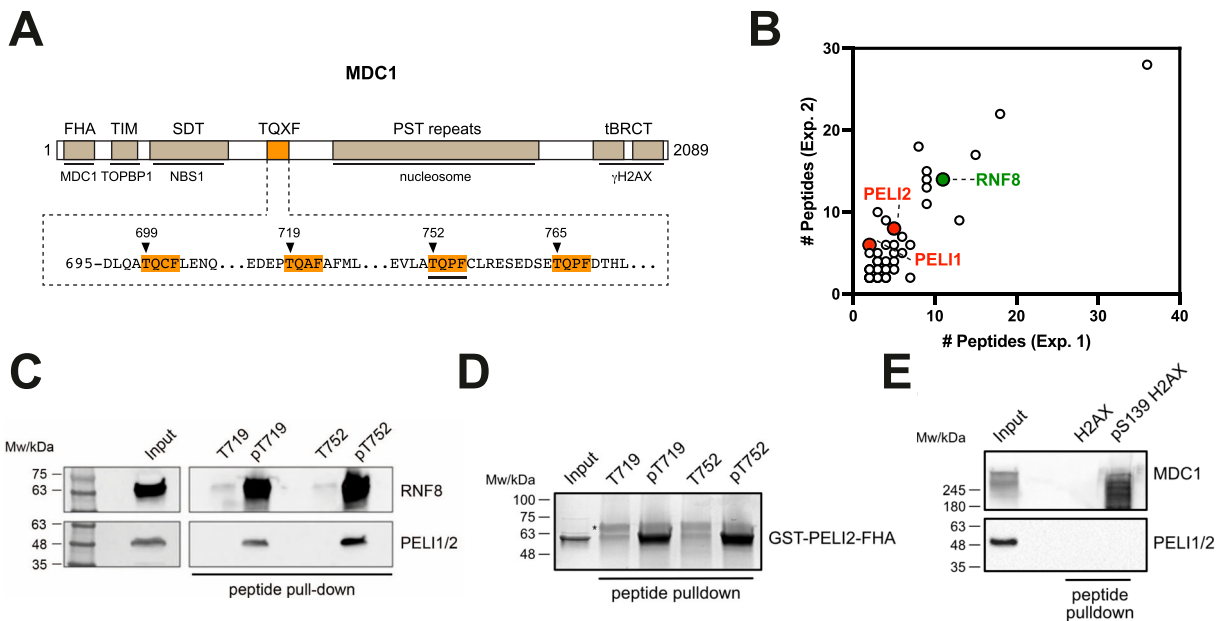 A
MDC1
FHA TIM SDT TQXF PST repeats tBRCT
1 2089
MDC1 TOPBP1 NBS1 nucleosome γH2AX
699 719 752 765
695-DLQATQCFLENQ...EDEPTQAFAFML...EVLATQPFCLRESEDSETQPFDTHL...
B
# Peptides (Exp. 2)
30
20
10
0
0 10 20 30 40
# Peptides (Exp. 1)
RNF8
PELI2
PELI1
C
Mw/kDa
Input T719 pT719 T752 pT752
75
63
RNF8
63
48
35
PELI1/2
peptide pull-down
D
Mw/kDa
Input T719 pT719 T752 pT752
100
75
63
48
*
GST-PELI2-FHA
peptide pulldown
E
Mw/kDa
Input H2AX pS139 H2AX
245
180
MDC1
63
48
35
PELI1/2
peptide
pulldown